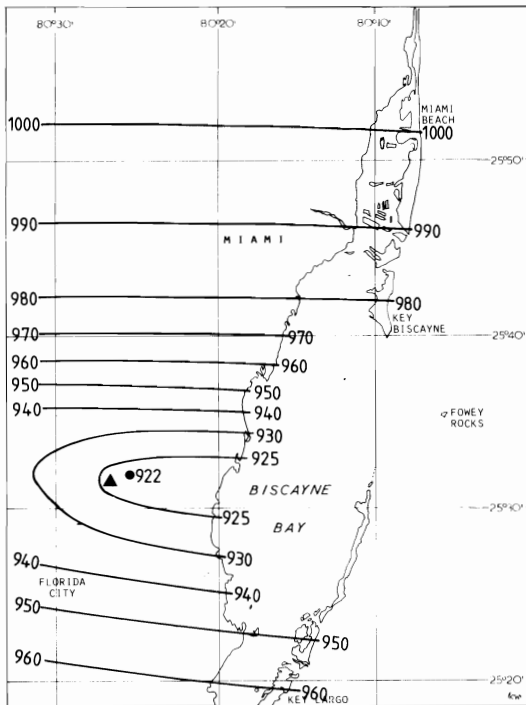 80°30'
80°20'
80°10'
MIAMI
BEACH
1000
1000
25°50'
990
990
MIAMI
980
980
KEY
BISCAYNE
970
970
25°40'
960
960
950
950
940
940
FOWEY
ROCKS
930
925
922
BISCAYNE
25°30'
925
BAY
930
940
FLORIDA
CITY
940
950
950
960
25°20'
960
KEY LARGO